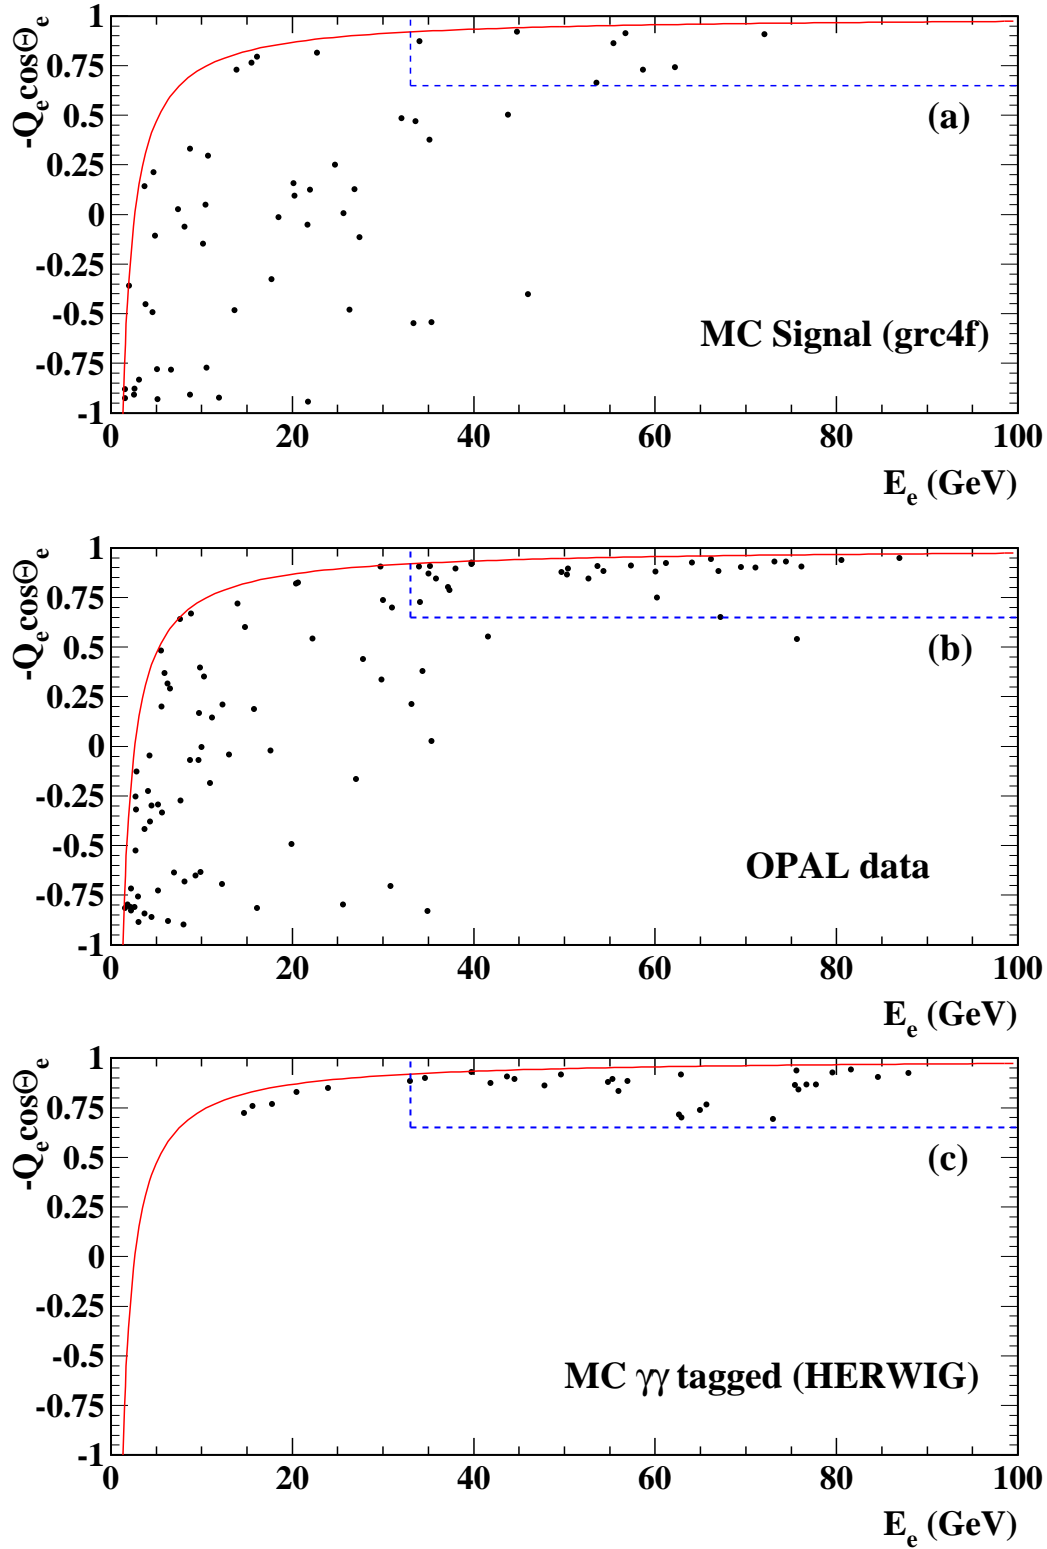 -Q_e cosΘ_e
1
0.75
0.5
0.25
0
-0.25
-0.5
-0.75
-1
(a)
MC Signal (grc4f)
0 20 40 60 80 100
E_e (GeV)
-Q_e cosΘ_e
1
0.75
0.5
0.25
0
-0.25
-0.5
-0.75
-1
(b)
OPAL data
0 20 40 60 80 100
E_e (GeV)
-Q_e cosΘ_e
1
0.75
0.5
0.25
0
-0.25
-0.5
-0.75
-1
(c)
MC γγ tagged (HERWIG)
0 20 40 60 80 100
E_e (GeV)